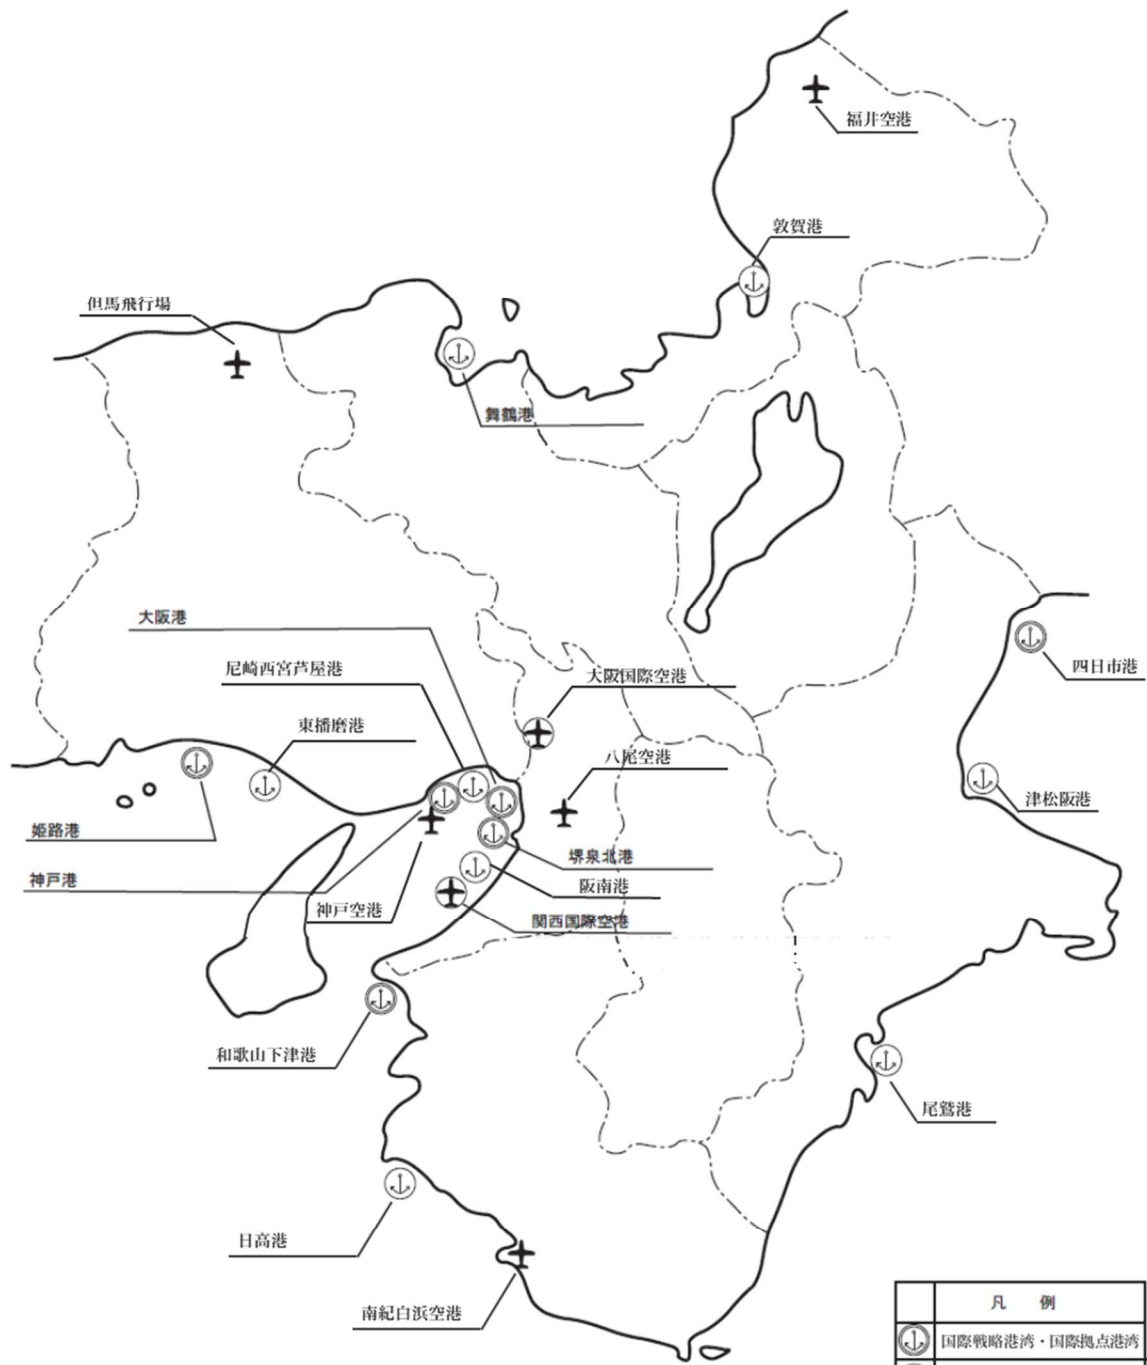 福井空港
敦賀港
但馬飛行場
舞鶴港
大阪港
尼崎西宮芦屋港
大阪国際空港
四日市港
東播磨港
八尾空港
津松阪港
姫路港
堺泉北港
神戸港
阪南港
神戸空港
関西国際空港
和歌山下津港
尾鷲港
日高港
南紀白浜空港
凡 例
国際戦略港湾・国際拠点港湾